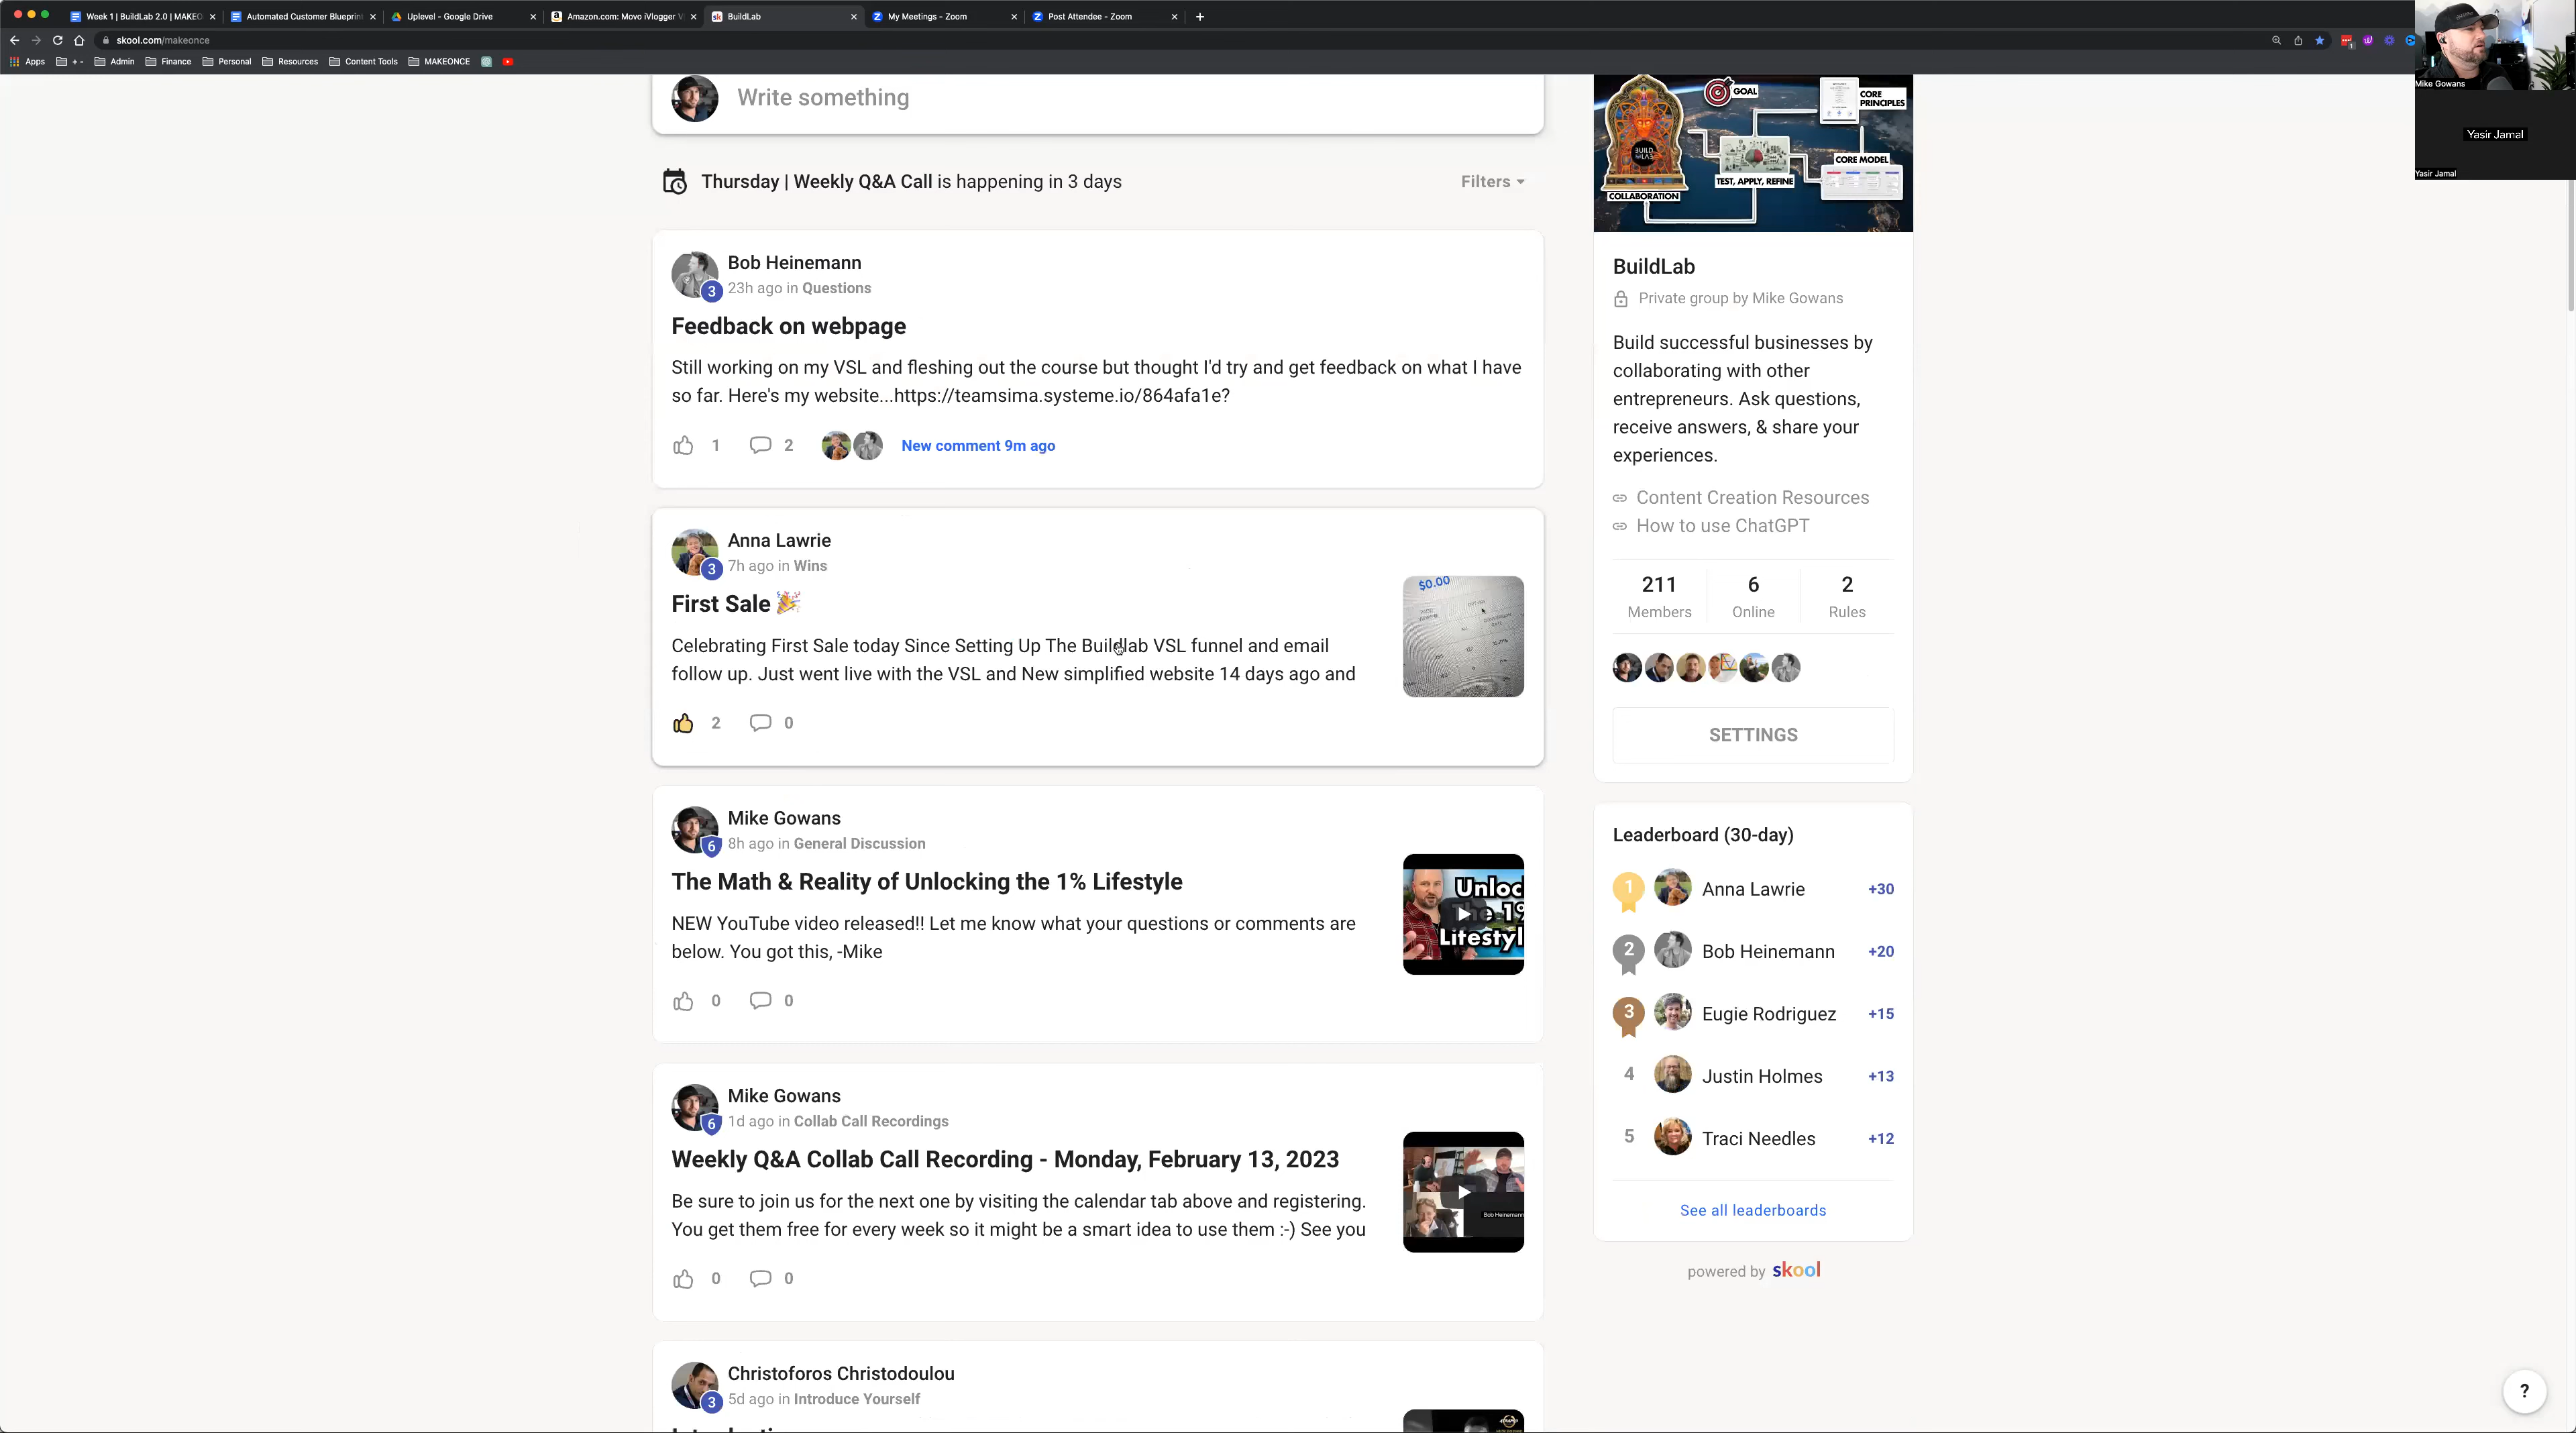 Week 1 | BuildLab 2.0 | MAKEO
Automated Customer Blueprint
Uplevel - Google Drive
Amazon.com: Movo iVlogger V
BuildLab
My Meetings - Zoom
Post Attendee - Zoom
skool.com/makeonce
Apps
+ -
Admin
Finance
Personal
Resources
Content Tools
MAKEONCE
Mike Gowans
Yasir Jamal
Yasir Jamal
Write something
Thursday | Weekly Q&A Call is happening in 3 days
Filters
Bob Heinemann
3
23h ago in Questions
Feedback on webpage
Still working on my VSL and fleshing out the course but thought I'd try and get feedback on what I have
so far. Here's my website...https://teamsima.systeme.io/864afa1e?
1
2
New comment 9m ago
Anna Lawrie
3
7h ago in Wins
First Sale
Celebrating First Sale today Since Setting Up The Buildlab VSL funnel and email
follow up. Just went live with the VSL and New simplified website 14 days ago and
$0.00
2
0
Mike Gowans
6
8h ago in General Discussion
The Math & Reality of Unlocking the 1% Lifestyle
NEW YouTube video released!! Let me know what your questions or comments are
below. You got this, -Mike
0
0
Mike Gowans
6
1d ago in Collab Call Recordings
Weekly Q&A Collab Call Recording - Monday, February 13, 2023
Be sure to join us for the next one by visiting the calendar tab above and registering.
You get them free for every week so it might be a smart idea to use them :-) See you
Bob Heinemann
0
0
Christoforos Christodoulou
3
5d ago in Introduce Yourself
GOAL
CORE
PRINCIPLES
BUILD
LAB
CORE MODEL
TEST, APPLY, REFINE
COLLABORATION
BuildLab
Private group by Mike Gowans
Build successful businesses by
collaborating with other
entrepreneurs. Ask questions,
receive answers, & share your
experiences.
Content Creation Resources
How to use ChatGPT
211
Members
6
Online
2
Rules
SETTINGS
Leaderboard (30-day)
1
Anna Lawrie
+30
2
Bob Heinemann
+20
3
Eugie Rodriguez
+15
4
Justin Holmes
+13
5
Traci Needles
+12
See all leaderboards
powered by skool
?